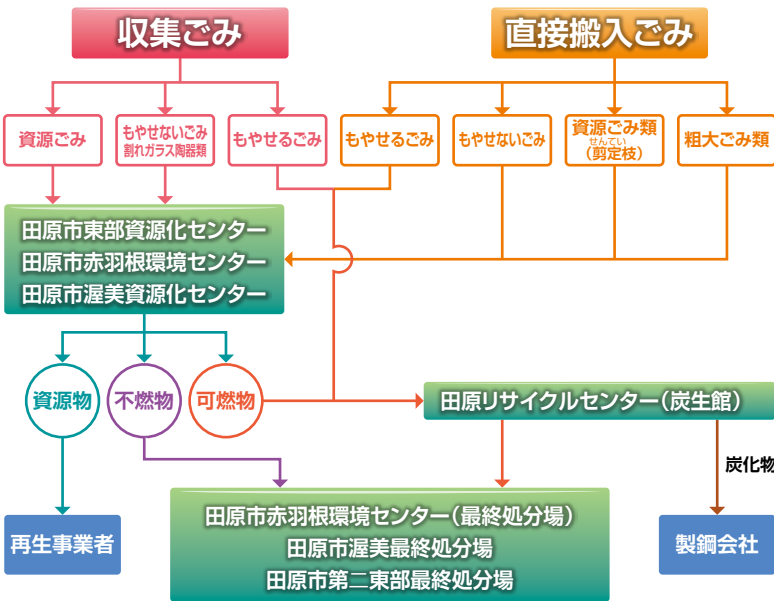 収集ごみ
直接搬入ごみ
資源ごみ
もやせないごみ
割れガラス陶器類
もやせるごみ
もやせるごみ
もやせないごみ
資源ごみ類
せんてい
(剪定枝)
粗大ごみ類
田原市東部資源化センター
田原市赤羽根環境センター
田原市渥美資源化センター
資源物
不燃物
可燃物
田原リサイクルセンター(炭生館)
炭化物
再生事業者
田原市赤羽根環境センター(最終処分場)
田原市渥美最終処分場
田原市第二東部最終処分場
製鋼会社